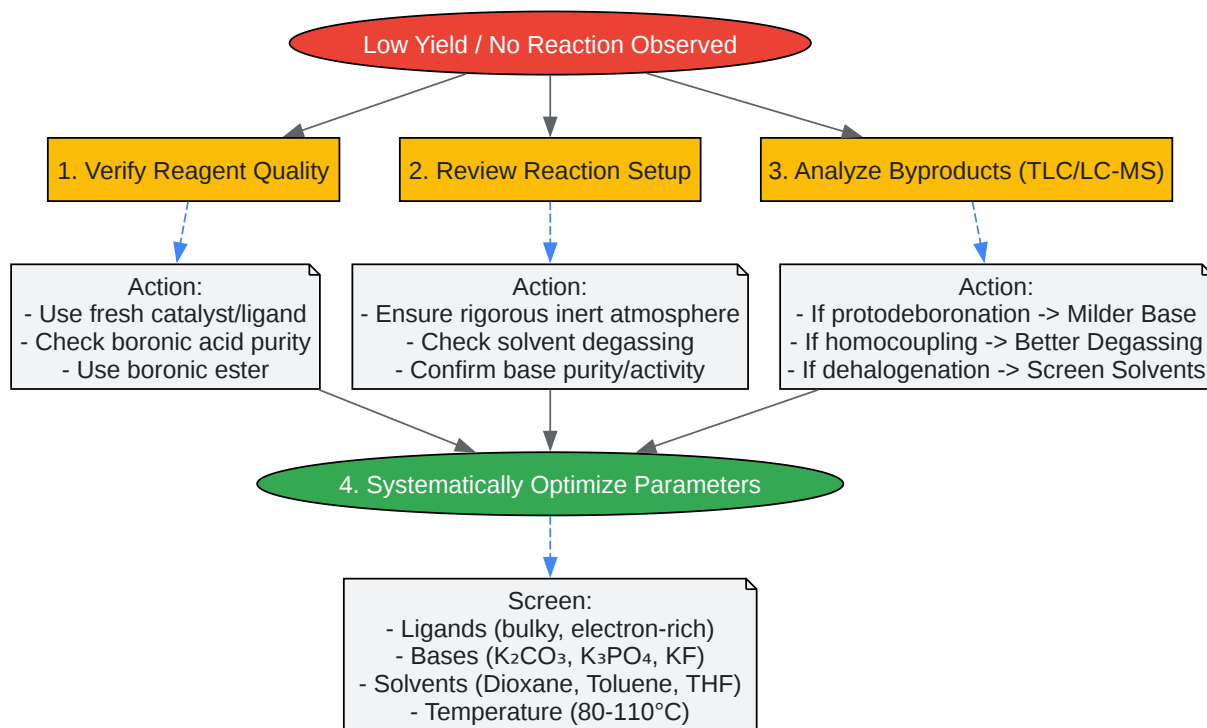 Low Yield / No Reaction Observed
1. Verify Reagent Quality
2. Review Reaction Setup
3. Analyze Byproducts (TLC/LC-MS)
Action:
- Use fresh catalyst/ligand
- Check boronic acid purity
- Use boronic ester
Action:
- Ensure rigorous inert atmosphere
- Check solvent degassing
- Confirm base purity/activity
Action:
- If protodeboronation -> Milder Base
- If homocoupling -> Better Degassing
- If dehalogenation -> Screen Solvents
4. Systematically Optimize Parameters
Screen:
- Ligands (bulky, electron-rich)
- Bases (K₂CO₃, K₃PO₄, KF)
- Solvents (Dioxane, Toluene, THF)
- Temperature (80-110°C)